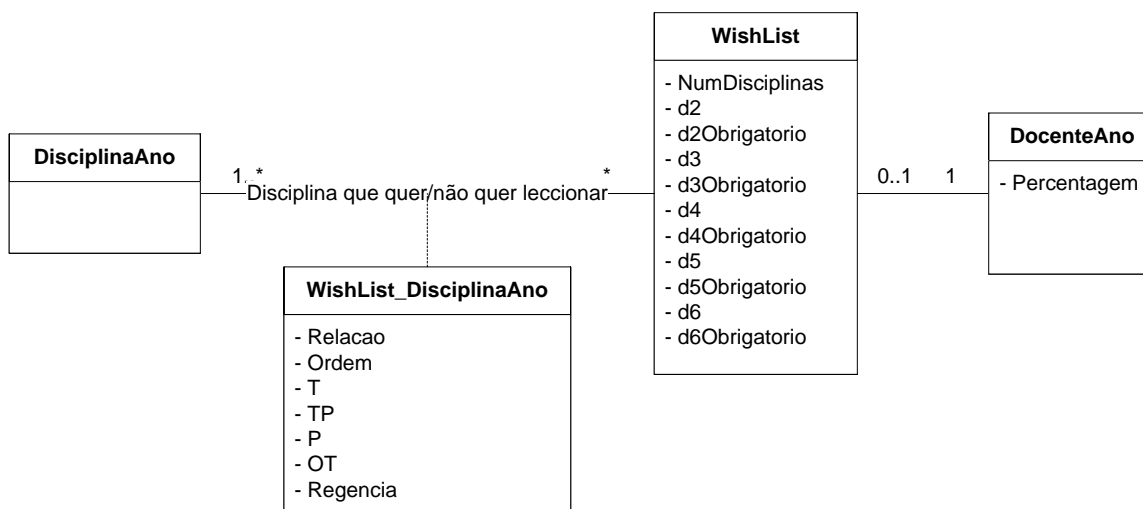 WishList
- NumDisciplinas
- d2
- d2Obrigatorio
- d3
- d3Obrigatorio
- d4
- d4Obrigatorio
- d5
- d5Obrigatorio
- d6
- d6Obrigatorio
DisciplinaAno
1..*
Disciplina que quer/não quer leccionar
*
0..1
1
DocenteAno
- Percentagem
WishList_DisciplinaAno
- Relacao
- Ordem
- T
- TP
- P
- OT
- Regencia